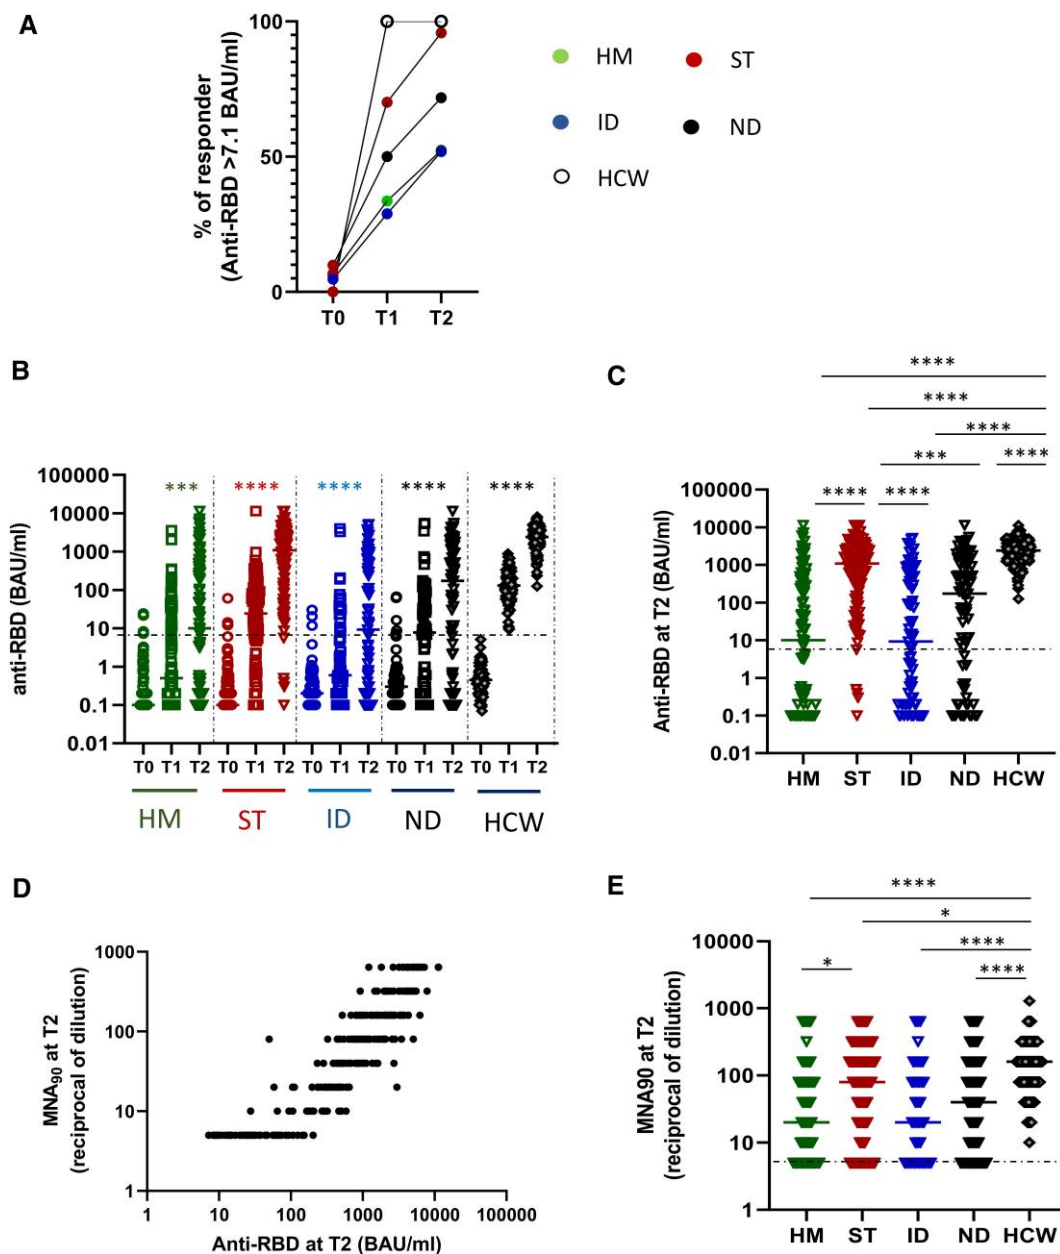 A
% of responder
(Anti-RBD >7.1 BAU/ml)
100
50
0
T0 T1 T2
HM ST
ID ND
HCW
B
anti-RBD (BAU/ml)
100000
10000
1000
100
10
1
0.1
0.01
*** **** **** **** ****
T0 T1 T2 T0 T1 T2 T0 T1 T2 T0 T1 T2 T0 T1 T2
HM ST ID ND HCW
C
****
****
****
*** ****
**** ****
Anti-RBD at T2 (BAU/ml)
100000
10000
1000
100
10
1
0.1
0.01
HM ST ID ND HCW
D
MNA90 at T2
(reciprocal of dilution)
1000
100
10
1
1 10 100 1000 10000 100000
Anti-RBD at T2 (BAU/ml)
E
****
*
****
* ****
MNA90 at T2
(reciprocal of dilution)
10000
1000
100
10
1
HM ST ID ND HCW